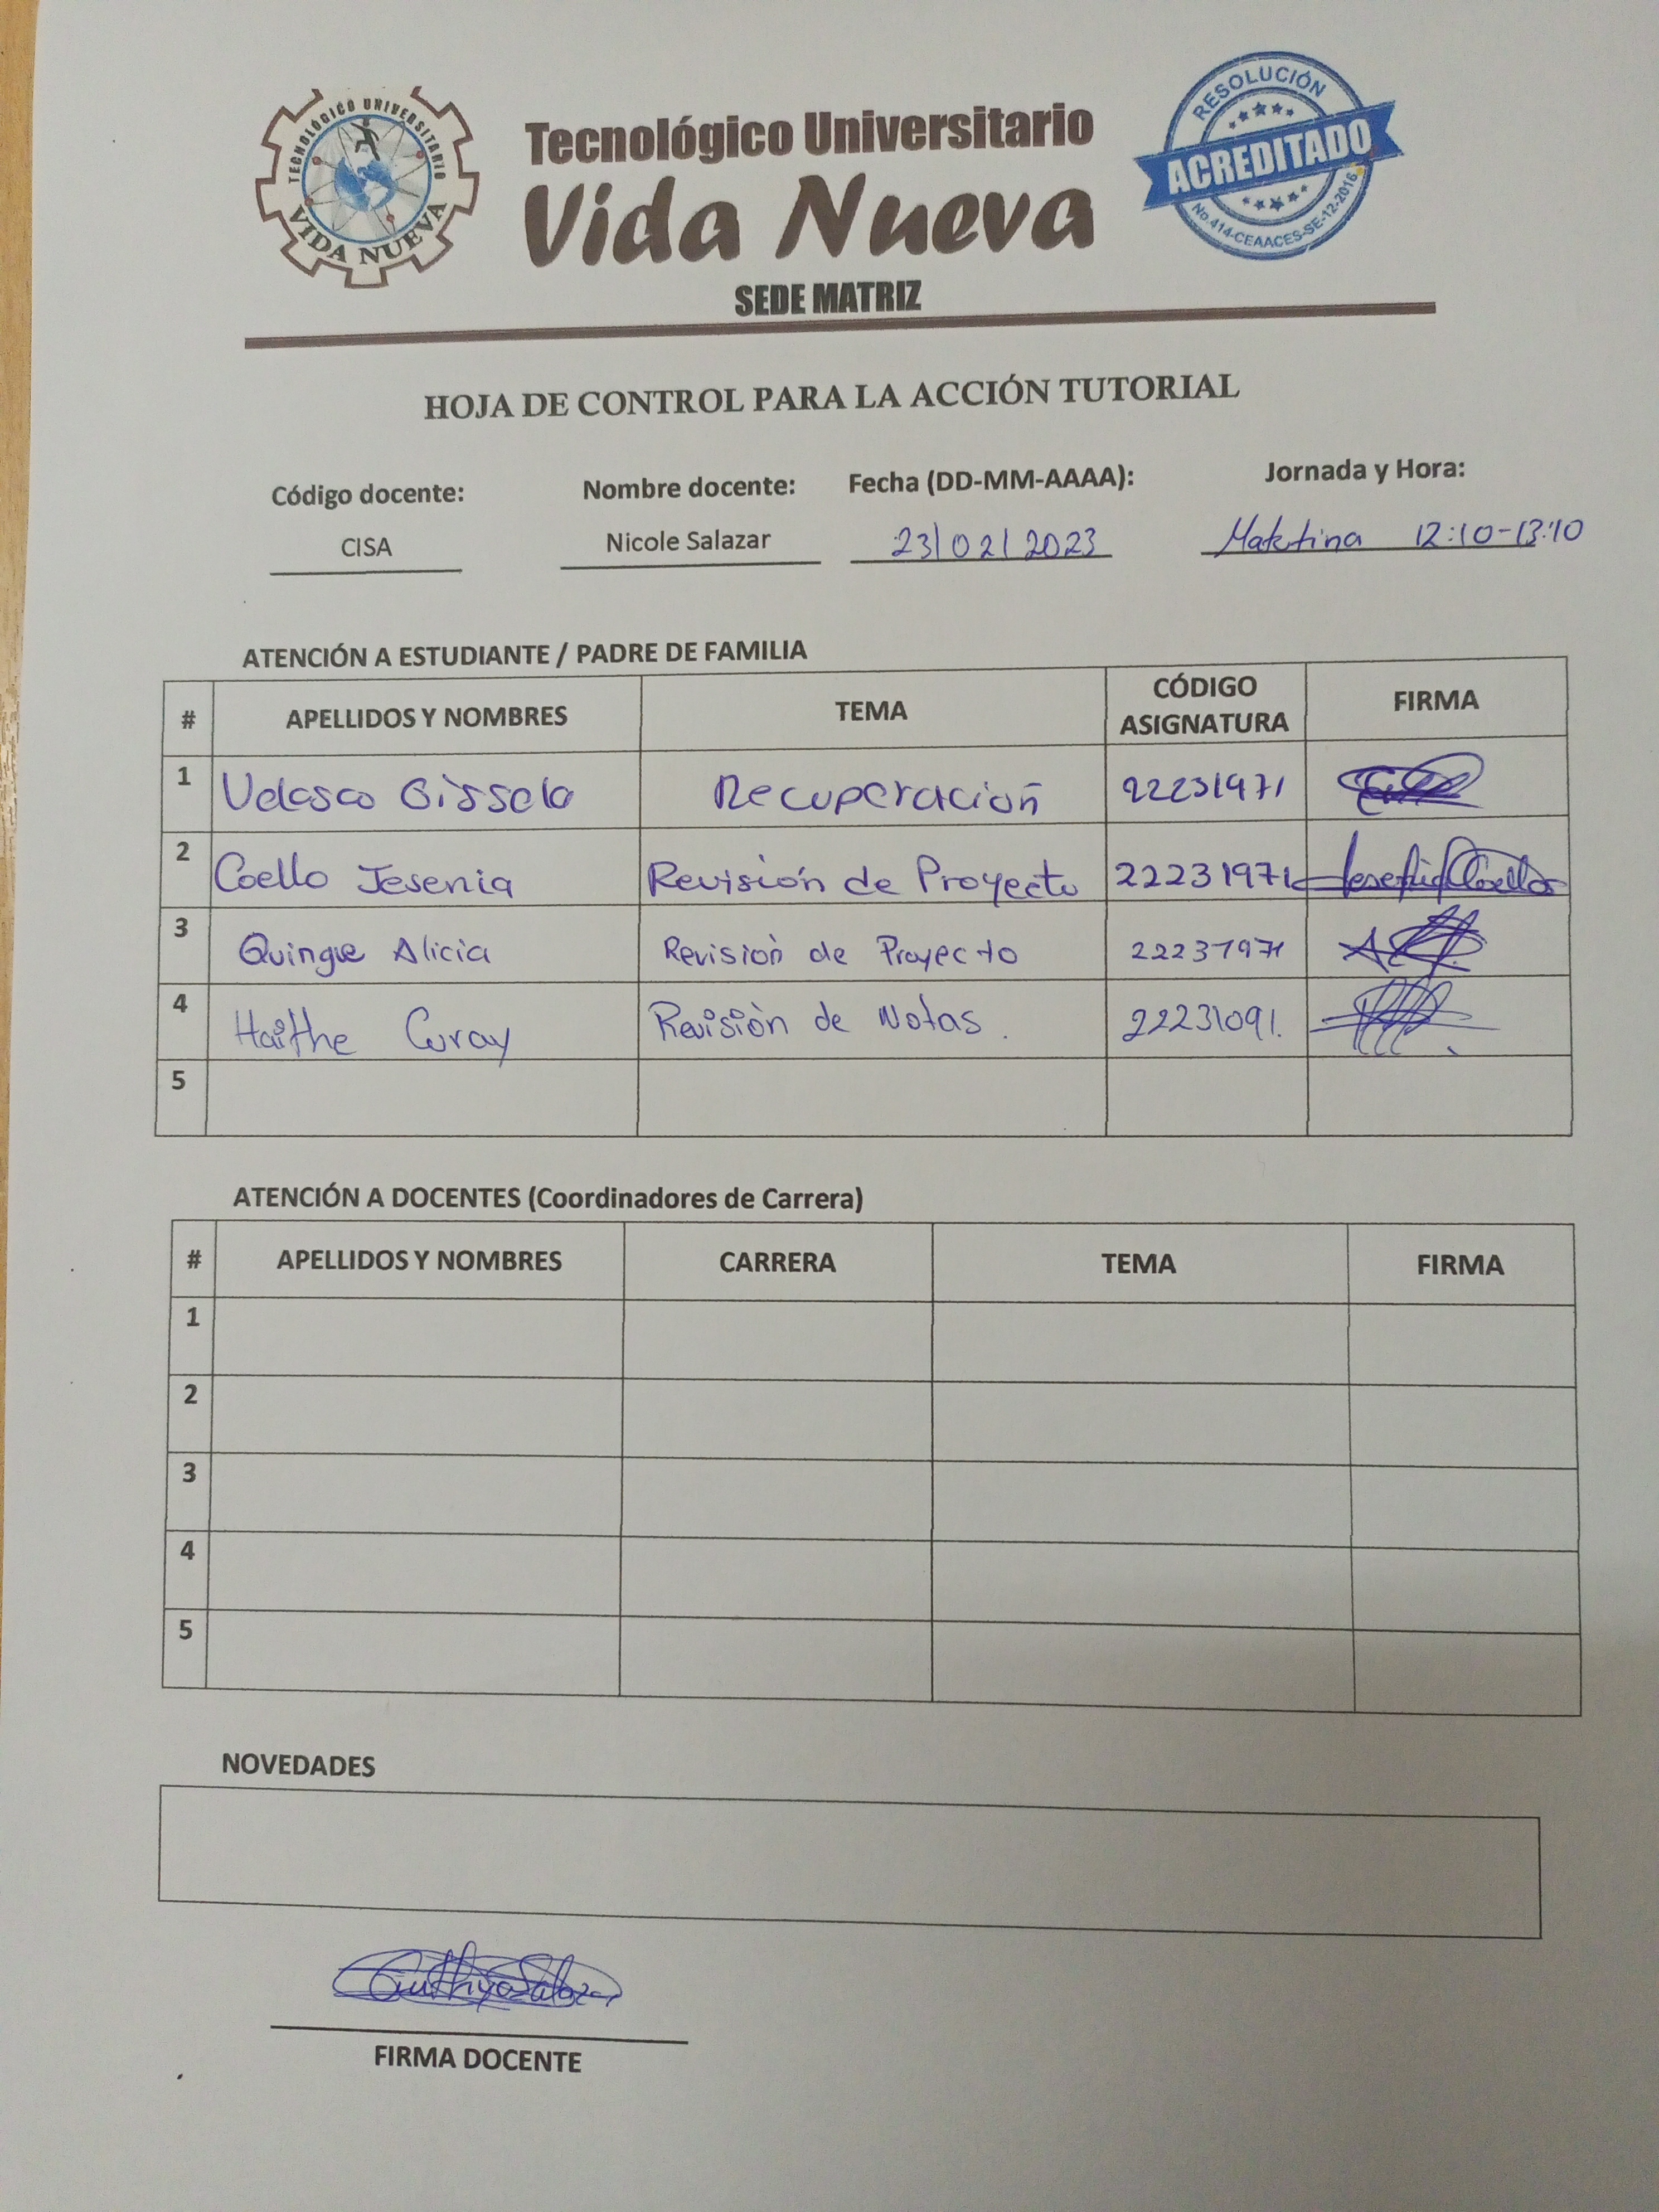 TECNOLÓGICO UNIVERSITARIO
VIDA NUEVA
Tecnológico Universitario
Vida Nueva
SEDE MATRIZ
RESOLUCIÓN
ACREDITADO
No.414-CEAACES-SE-12-2016
HOJA DE CONTROL PARA LA ACCIÓN TUTORIAL
Código docente: Nombre docente: Fecha (DD-MM-AAAA): Jornada y Hora:
CISA Nicole Salazar 23/02/2023 Matutina 12:10-13:10
ATENCIÓN A ESTUDIANTE / PADRE DE FAMILIA
# APELLIDOS Y NOMBRES TEMA CÓDIGO ASIGNATURA FIRMA
1 Velasco Gissela Recuperación 22231971
2 Coello Jesenia Revisión de Proyecto 22231971 Jesenia Coello
3 Quingue Alicia Revisión de Proyecto 22231971
4 Haithe Curay Revisión de Notas. 22231091.
5
ATENCIÓN A DOCENTES (Coordinadores de Carrera)
# APELLIDOS Y NOMBRES CARRERA TEMA FIRMA
1
2
3
4
5
NOVEDADES
FIRMA DOCENTE